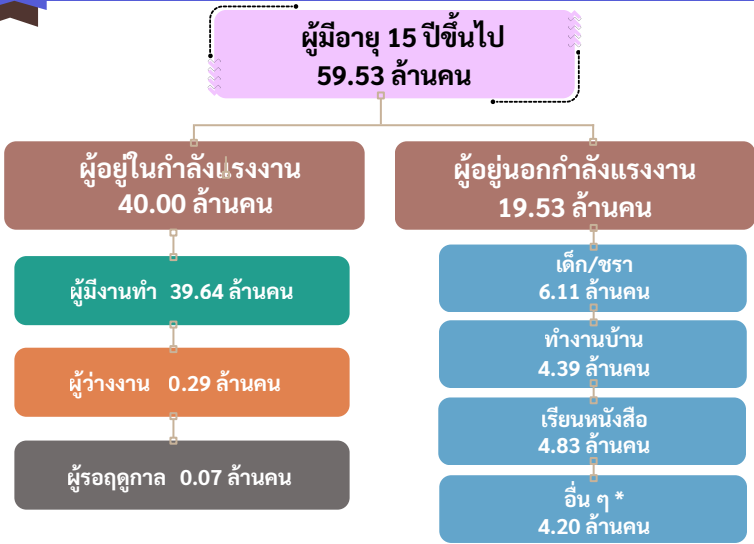 ผู้มีอายุ 15 ปีขึ้นไป
59.53 ล้านคน
ผู้อยู่ในกำลังแรงงาน
40.00 ล้านคน
ผู้มีงานทำ 39.64 ล้านคน
ผู้ว่างงาน 0.29 ล้านคน
ผู้รอฤดูกาล 0.07 ล้านคน
ผู้อยู่นอกกำลังแรงงาน
19.53 ล้านคน
เด็ก/ชรา
6.11 ล้านคน
ทำงานบ้าน
4.39 ล้านคน
เรียนหนังสือ
4.83 ล้านคน
อื่น ๆ *
4.20 ล้านคน